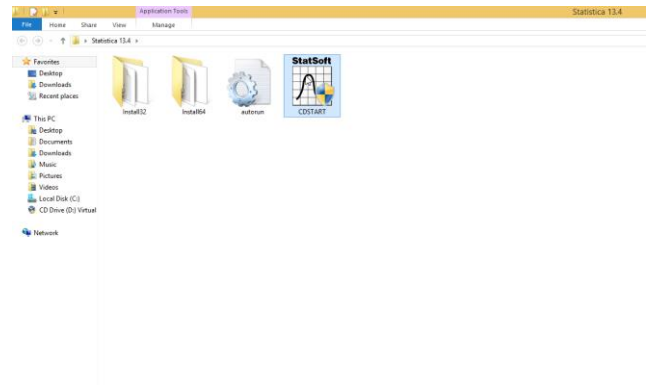 Application Tools
Statistica 13.4
File Home Share View Manage
Statistica 13.4
Favorites
Desktop
Downloads
Recent places
This PC
Desktop
Documents
Downloads
Music
Pictures
Videos
Local Disk (C:)
CD Drive (D:) Virtual
Network
StatSoft
Install32 Install64 autorun CDSTART